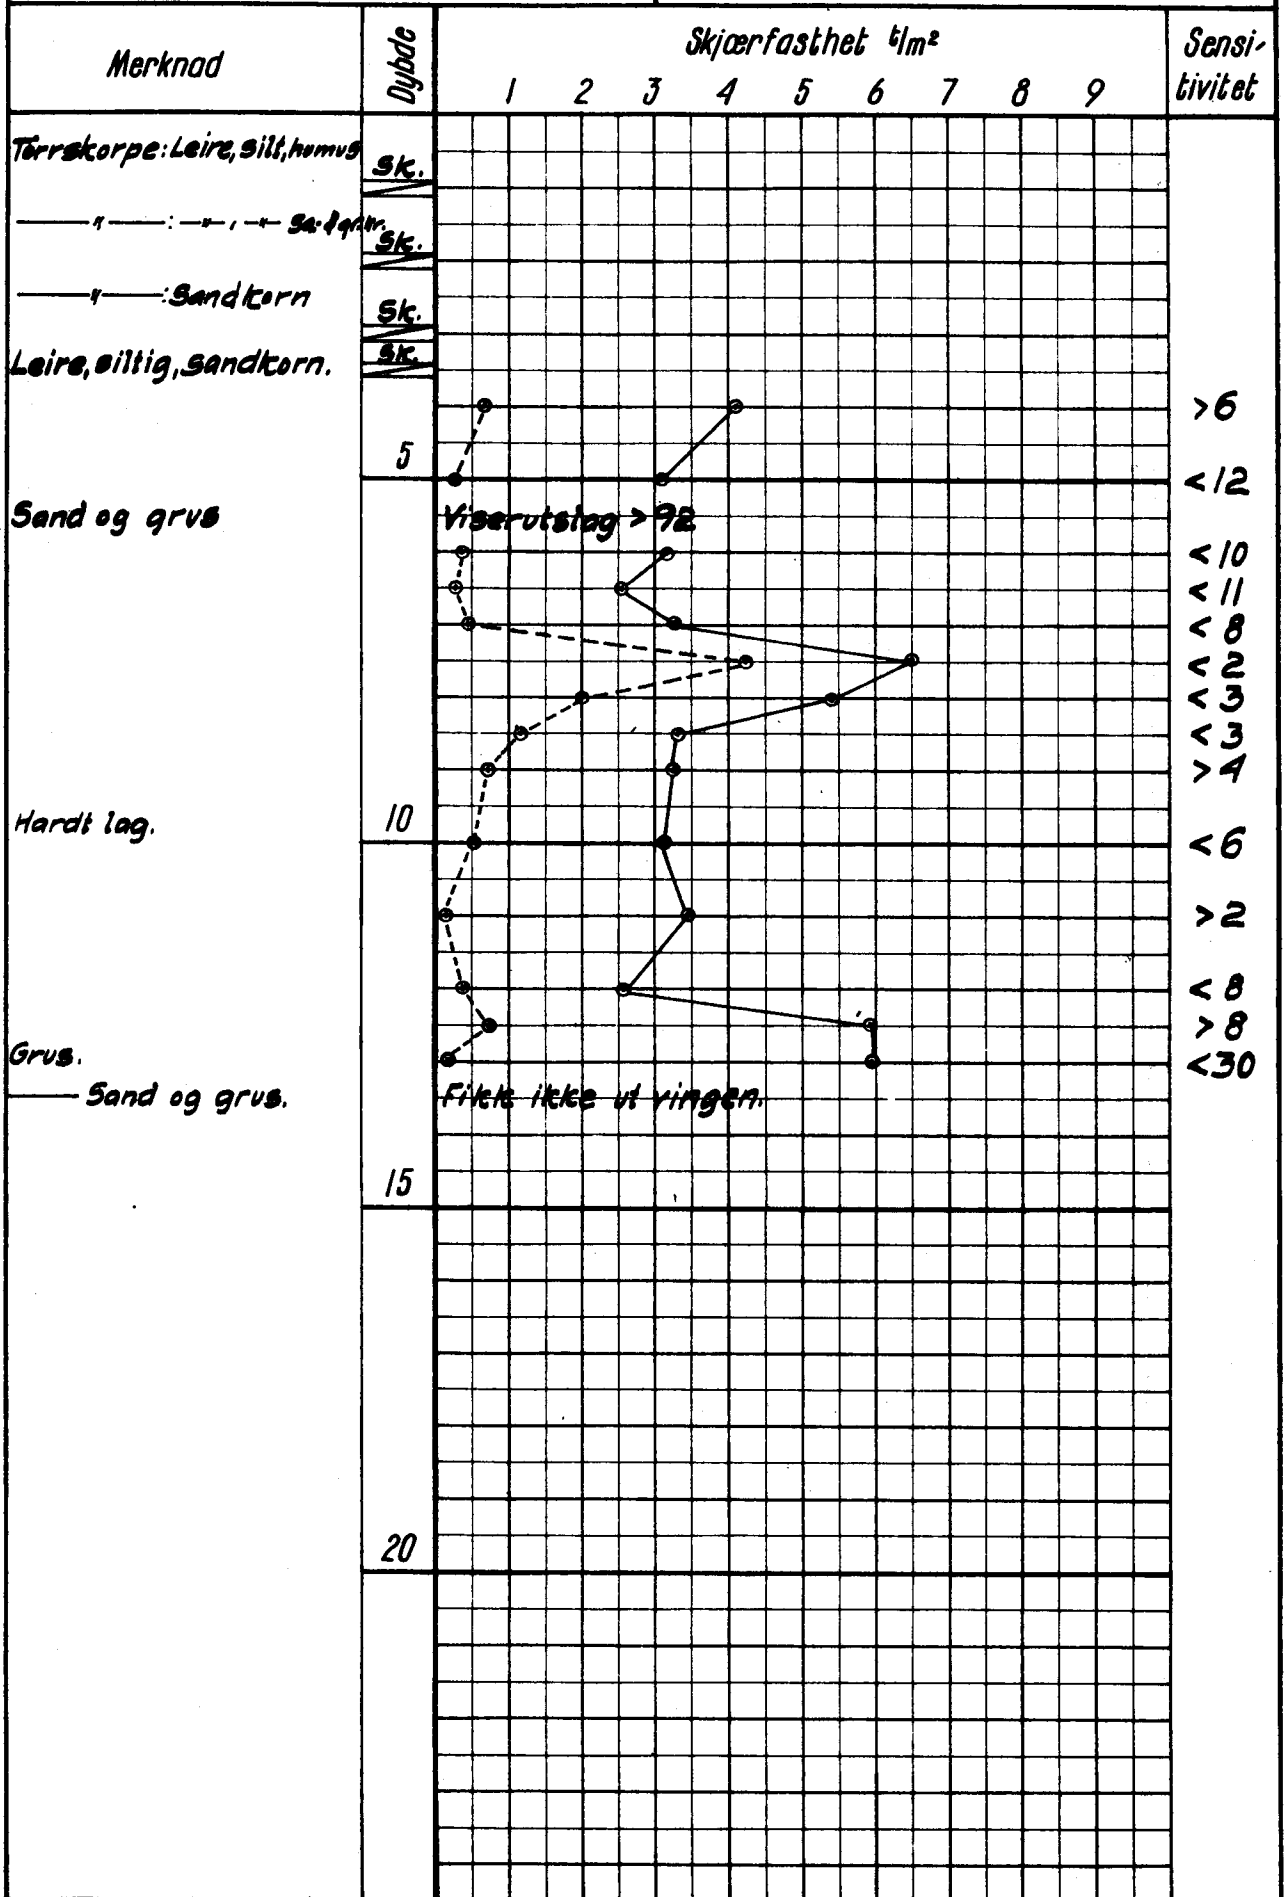 Merknad
Dybde
Skjærfasthet t/m²
Sensi-
tivitet
1 2 3 4 5 6 7 8 9
Tørrskorpe: Leire, silt, humus
Sk.
—— " ——: —"—, —"—
Sk.
—— " ——: Sandkorn
Sk.
Leire, siltig, sandkorn.
Sk.
>6
5
<12
Sand og grus
Viserutslag > 92
<10
<11
<8
<2
<3
<3
>4
Hardt lag.
10
<6
>2
<8
>8
Grus.
<30
—— Sand og grus.
Fikk ikke ut vingen.
15
20